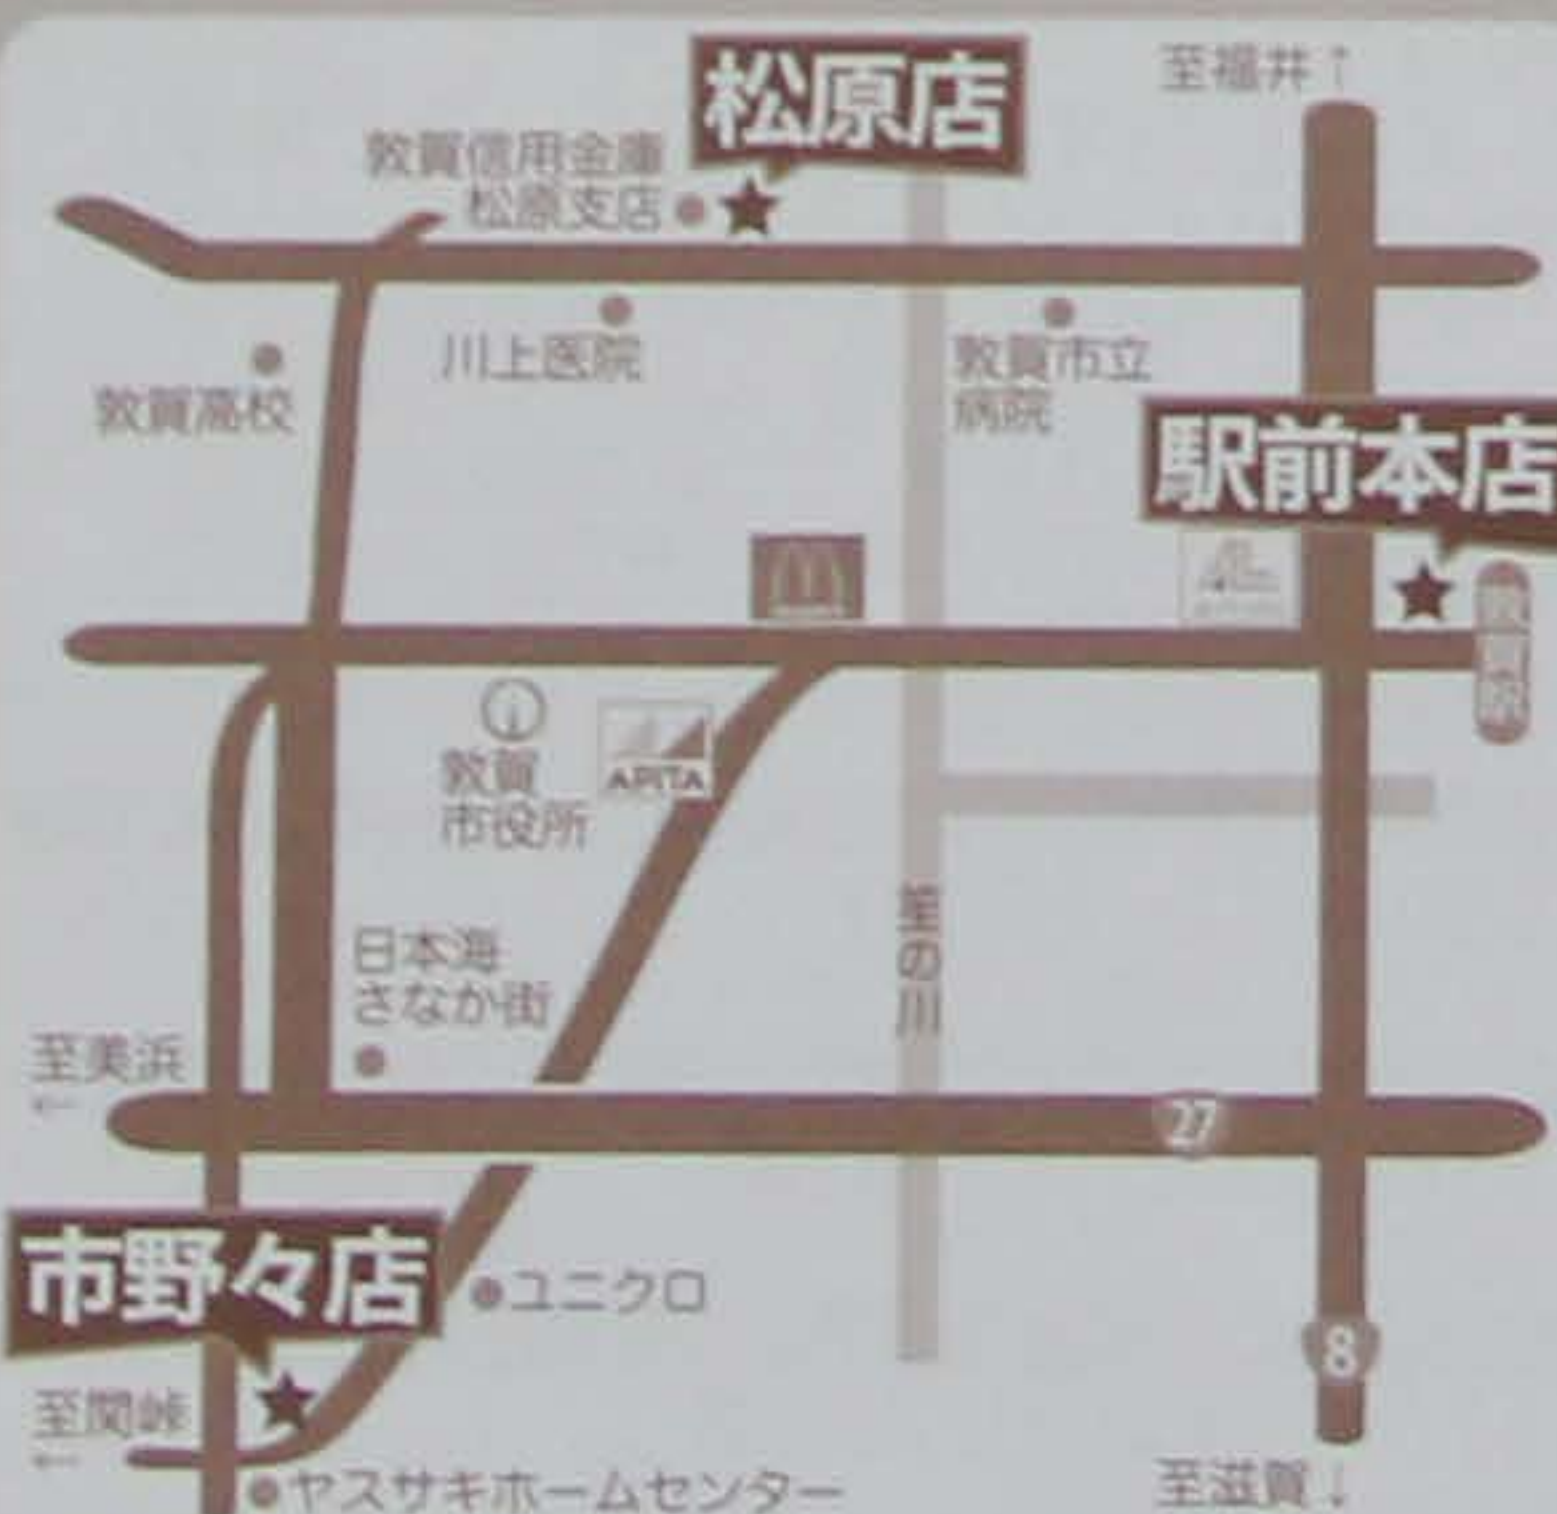 松原店
至福井↑
敦賀信用金庫
松原支店
川上医院
敦賀市立
病院
敦賀高校
駅前本店
敦賀
市役所
APITA
日本海
さなか街
笙の川
至美浜
←
27
市野々店
ユニクロ
8
至関峠
←
ヤスサキホームセンター
至滋賀↓